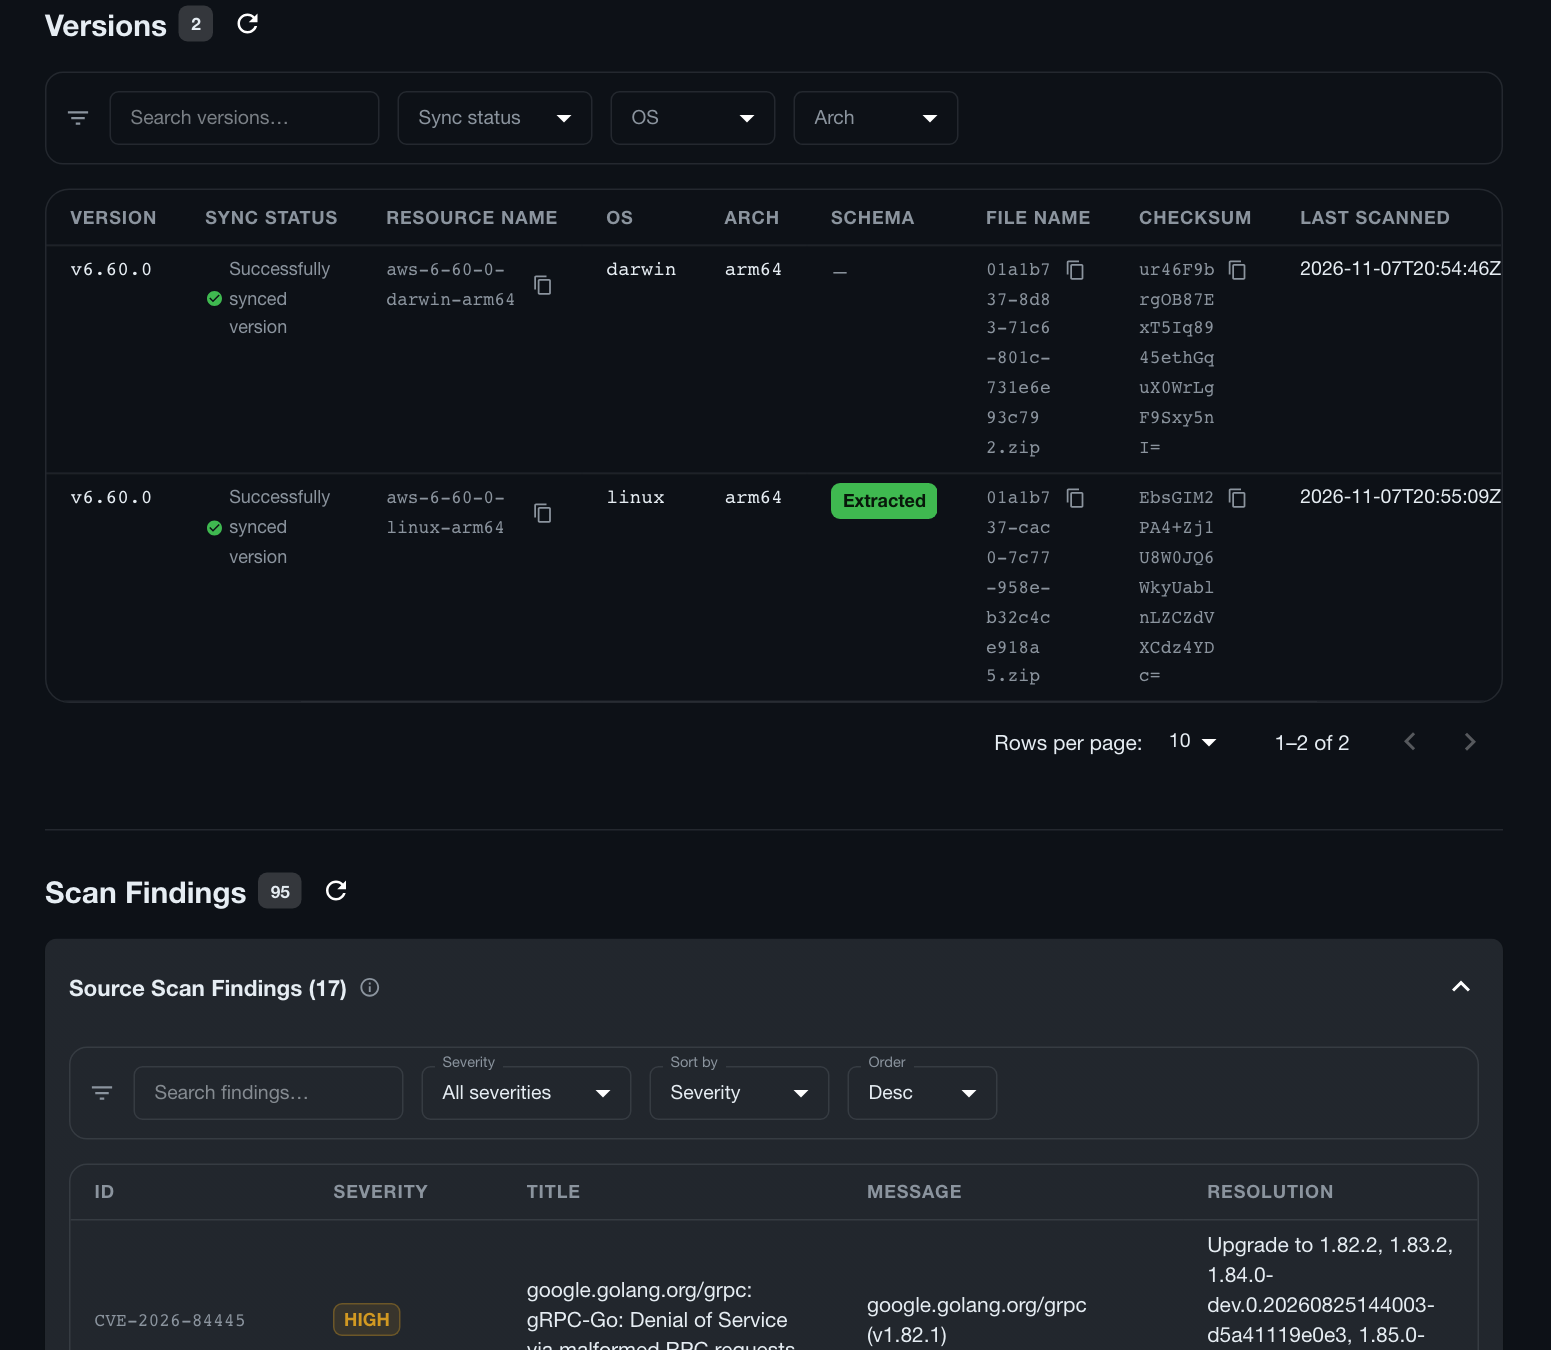 Versions 2
Search versions... Sync status OS Arch
VERSION SYNC STATUS RESOURCE NAME OS ARCH SCHEMA FILE NAME CHECKSUM LAST SCANNED
v6.60.0 Successfully aws-6-60-0- darwin arm64 — 01a1b7 ur46F9b 2026-11-07T20:54:46Z
synced darwin-arm64 37-8d8 rgOB87E
version 3-71c6 xT5Iq89
-801c- 45ethGq
731e6e uX0WrLg
93c79 F9Sxy5n
2.zip I=
v6.60.0 Successfully aws-6-60-0- linux arm64 Extracted 01a1b7 EbsGIM2 2026-11-07T20:55:09Z
synced linux-arm64 37-cac PA4+Zj1
version 0-7c77 U8W0JQ6
-958e- WkyUabl
b32c4c nLZCZdV
e918a XCdz4YD
5.zip c=
Rows per page: 10 1–2 of 2
Scan Findings 95
Source Scan Findings (17)
Severity Sort by Order
Search findings... All severities Severity Desc
ID SEVERITY TITLE MESSAGE RESOLUTION
Upgrade to 1.82.2, 1.83.2,
1.84.0-
google.golang.org/grpc: dev.0.20260825144003-
CVE-2026-84445 HIGH gRPC-Go: Denial of Service google.golang.org/grpc d5a41119e0e3, 1.85.0-
via malformed RPC requests (v1.82.1)